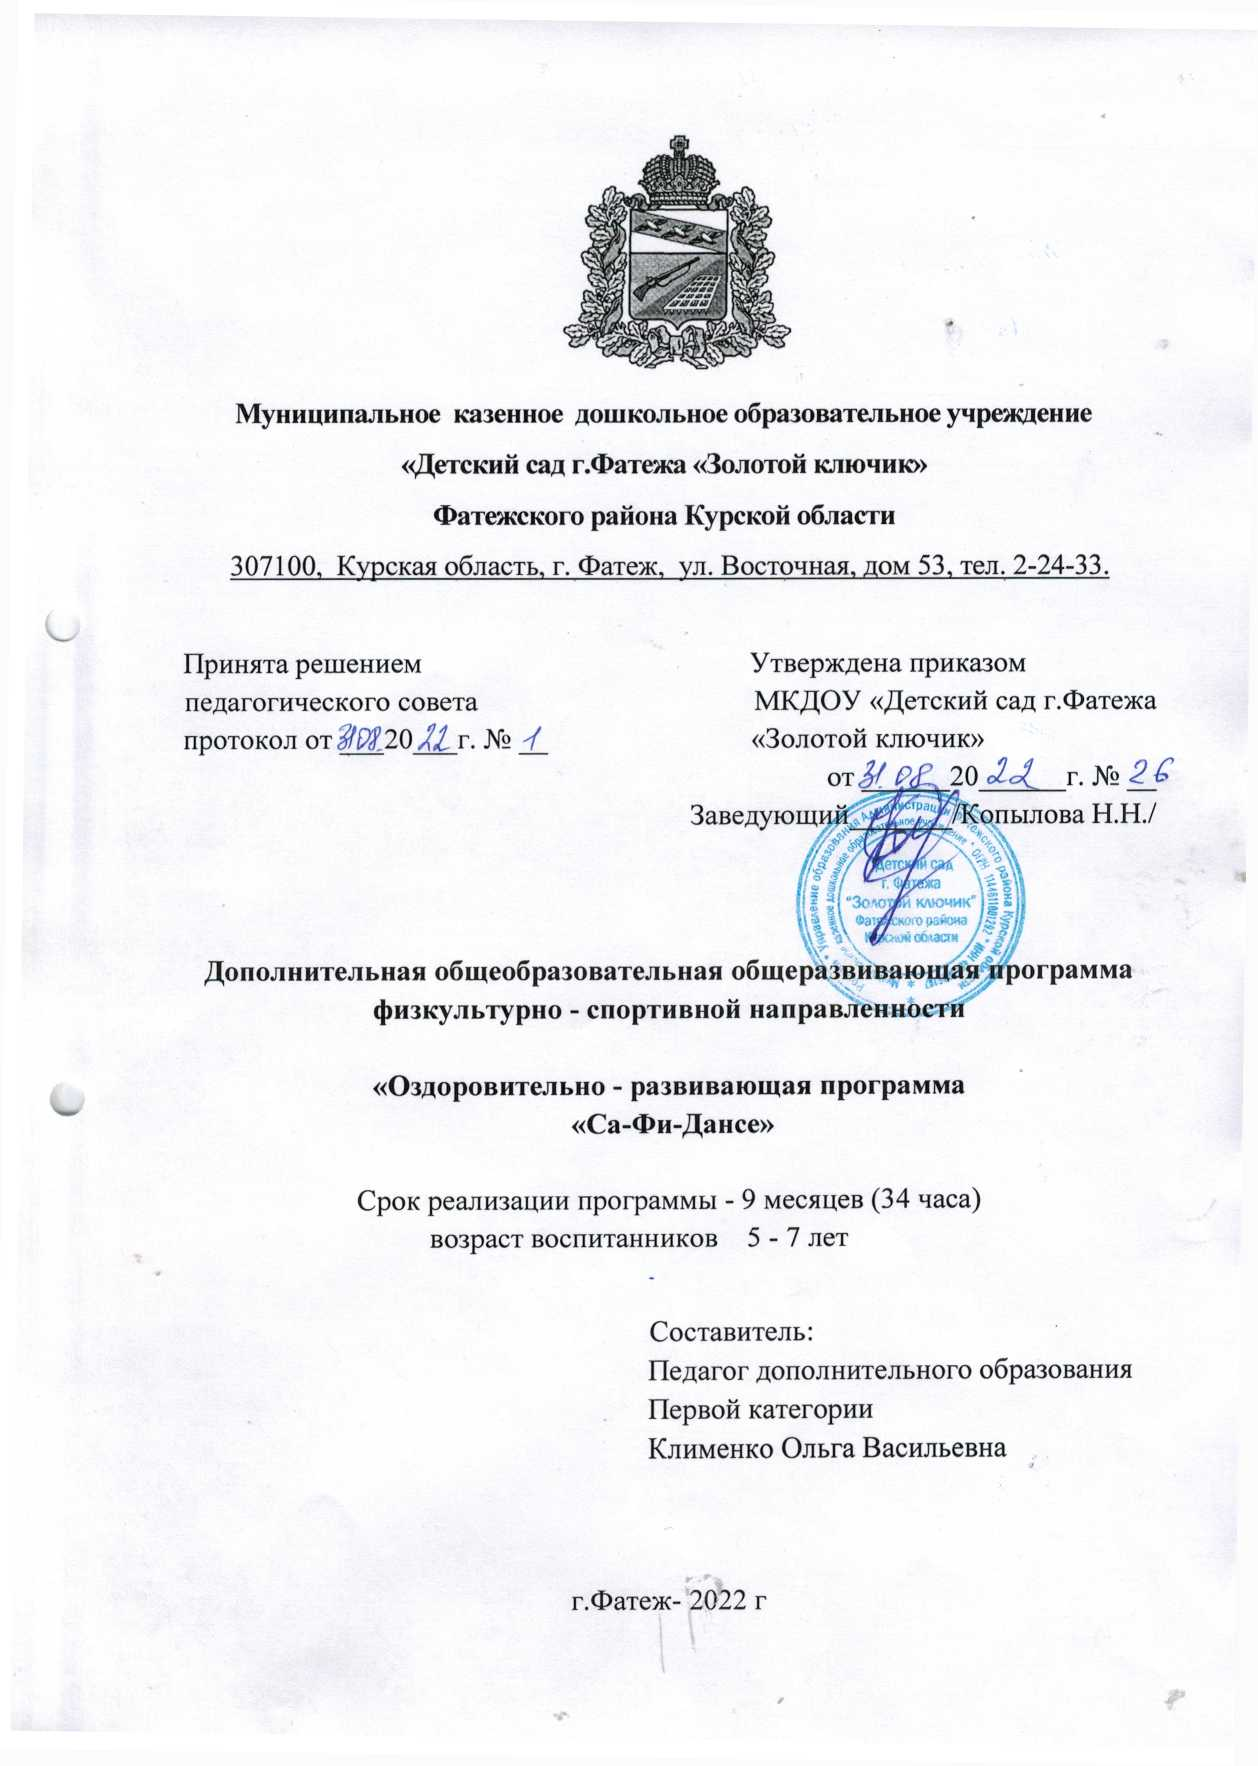 Муниципальное казенное дошкольное образовательное учреждение
«Детский сад г.Фатежа «Золотой ключик»
Фатежского района Курской области
307100, Курская область, г. Фатеж, ул. Восточная, дом 53, тел. 2-24-33.
Принята решением
педагогического совета
протокол от 31.08 2022 г. № 1
Утверждена приказом
МКДОУ «Детский сад г.Фатежа
«Золотой ключик»
от 31.08 2022 г. № 26
Заведующий /Копылова Н.Н./
Детский сад
г. Фатежа
"Золотой ключик"
Фатежского района
Курской области
Дополнительная общеобразовательная общеразвивающая программа
физкультурно - спортивной направленности
«Оздоровительно - развивающая программа
«Са-Фи-Дансе»
Срок реализации программы - 9 месяцев (34 часа)
возраст воспитанников 5 - 7 лет
Составитель:
Педагог дополнительного образования
Первой категории
Клименко Ольга Васильевна
г.Фатеж- 2022 г